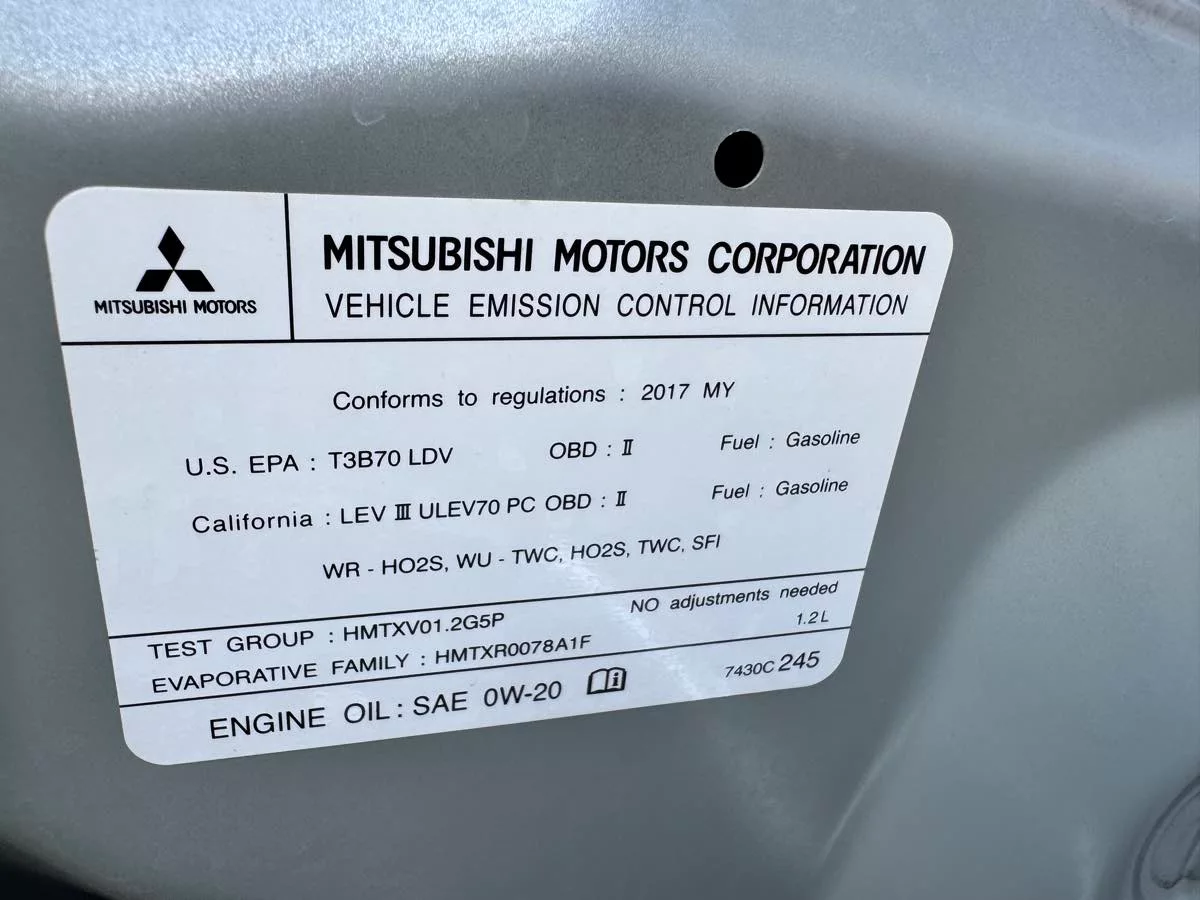 MITSUBISHI MOTORS
MITSUBISHI MOTORS CORPORATION
VEHICLE EMISSION CONTROL INFORMATION
Conforms to regulations : 2017 MY
U.S. EPA : T3B70 LDV OBD : Ⅱ Fuel : Gasoline
California : LEV Ⅲ ULEV70 PC OBD : Ⅱ Fuel : Gasoline
WR - HO2S, WU - TWC, HO2S, TWC, SFI
TEST GROUP : HMTXV01.2G5P NO adjustments needed
EVAPORATIVE FAMILY : HMTXR0078A1F 1.2 L
ENGINE OIL : SAE 0W-20 7430C 245